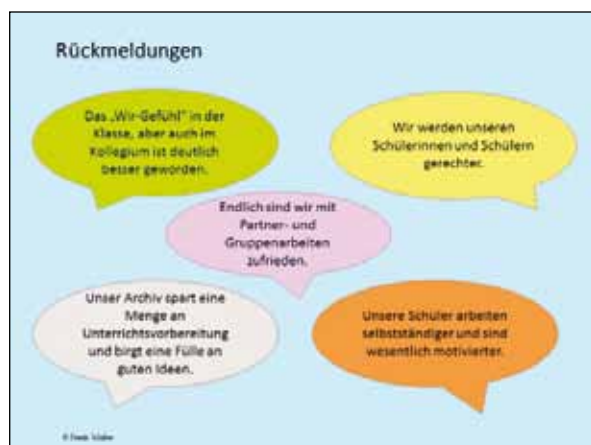 Rückmeldungen
Das „Wir-Gefühl" in der
Klasse, aber auch im
Kollegium ist deutlich
besser geworden.
Wir werden unseren
Schülerinnen und Schülern
gerechter.
Endlich sind wir mit
Partner- und
Gruppenarbeiten
zufrieden.
Unser Archiv spart eine
Menge an
Unterrichtsvorbereitung
und birgt eine Fülle an
guten Ideen.
Unsere Schüler arbeiten
selbstständiger und sind
wesentlich motivierter.
©